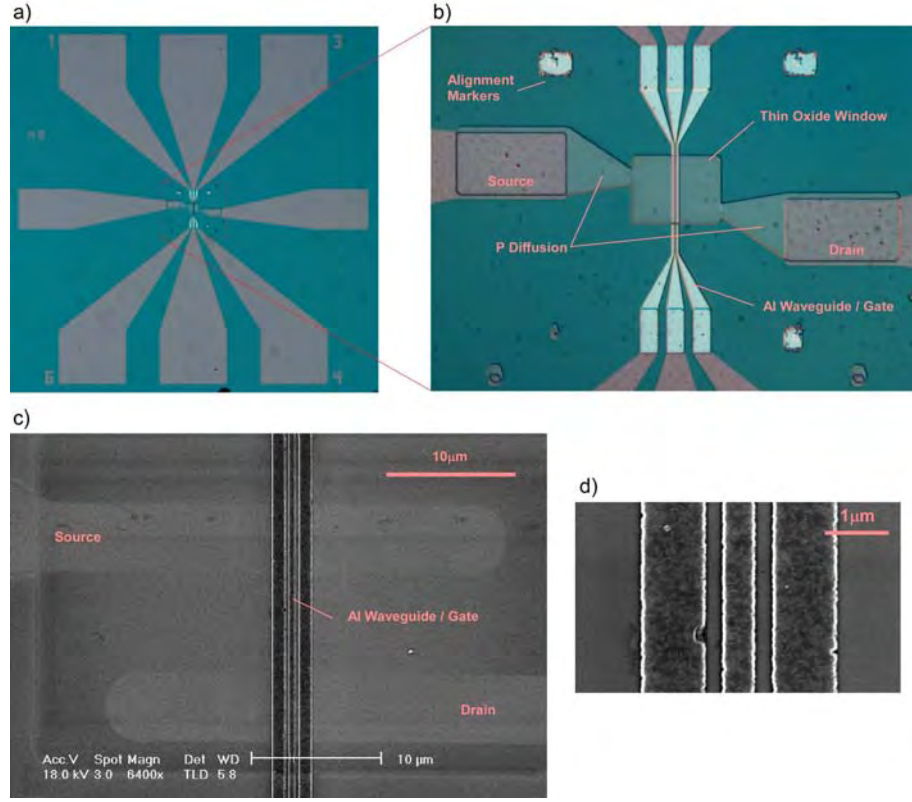 a)
1
3
4
b)
Alignment
Markers
Thin Oxide Window
Source
P Diffusion
Drain
Al Waveguide / Gate
c)
10μm
Source
Al Waveguide / Gate
Drain
Acc.V Spot Magn Det WD
18.0 kV 3.0 6400x TLD 5.8
10 μm
d)
1μm